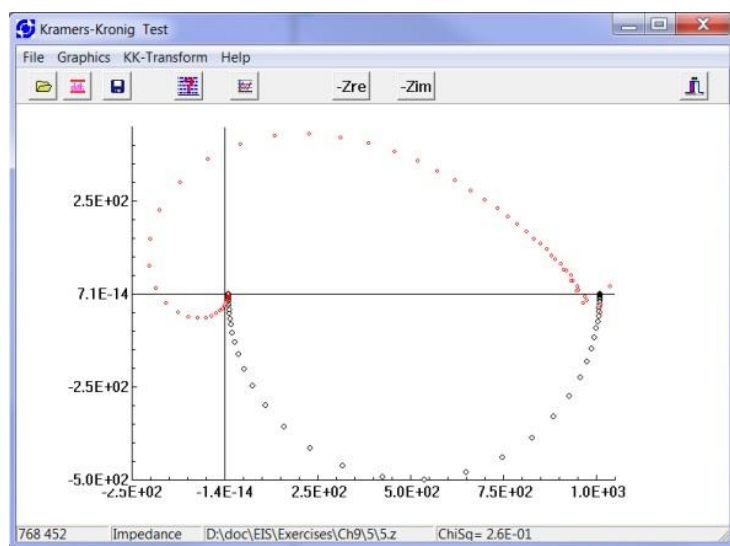 Kramers-Kronig Test
File Graphics KK-Transform Help
-Zre -Zim
2.5E+02
7.1E-14
-2.5E+02
-5.0E+02
-2.5E+02 -1.4E-14 2.5E+02 5.0E+02 7.5E+02 1.0E+03
768 452 Impedance D:\doc\EIS\Exercises\Ch9\5\5.z ChiSq= 2.6E-01